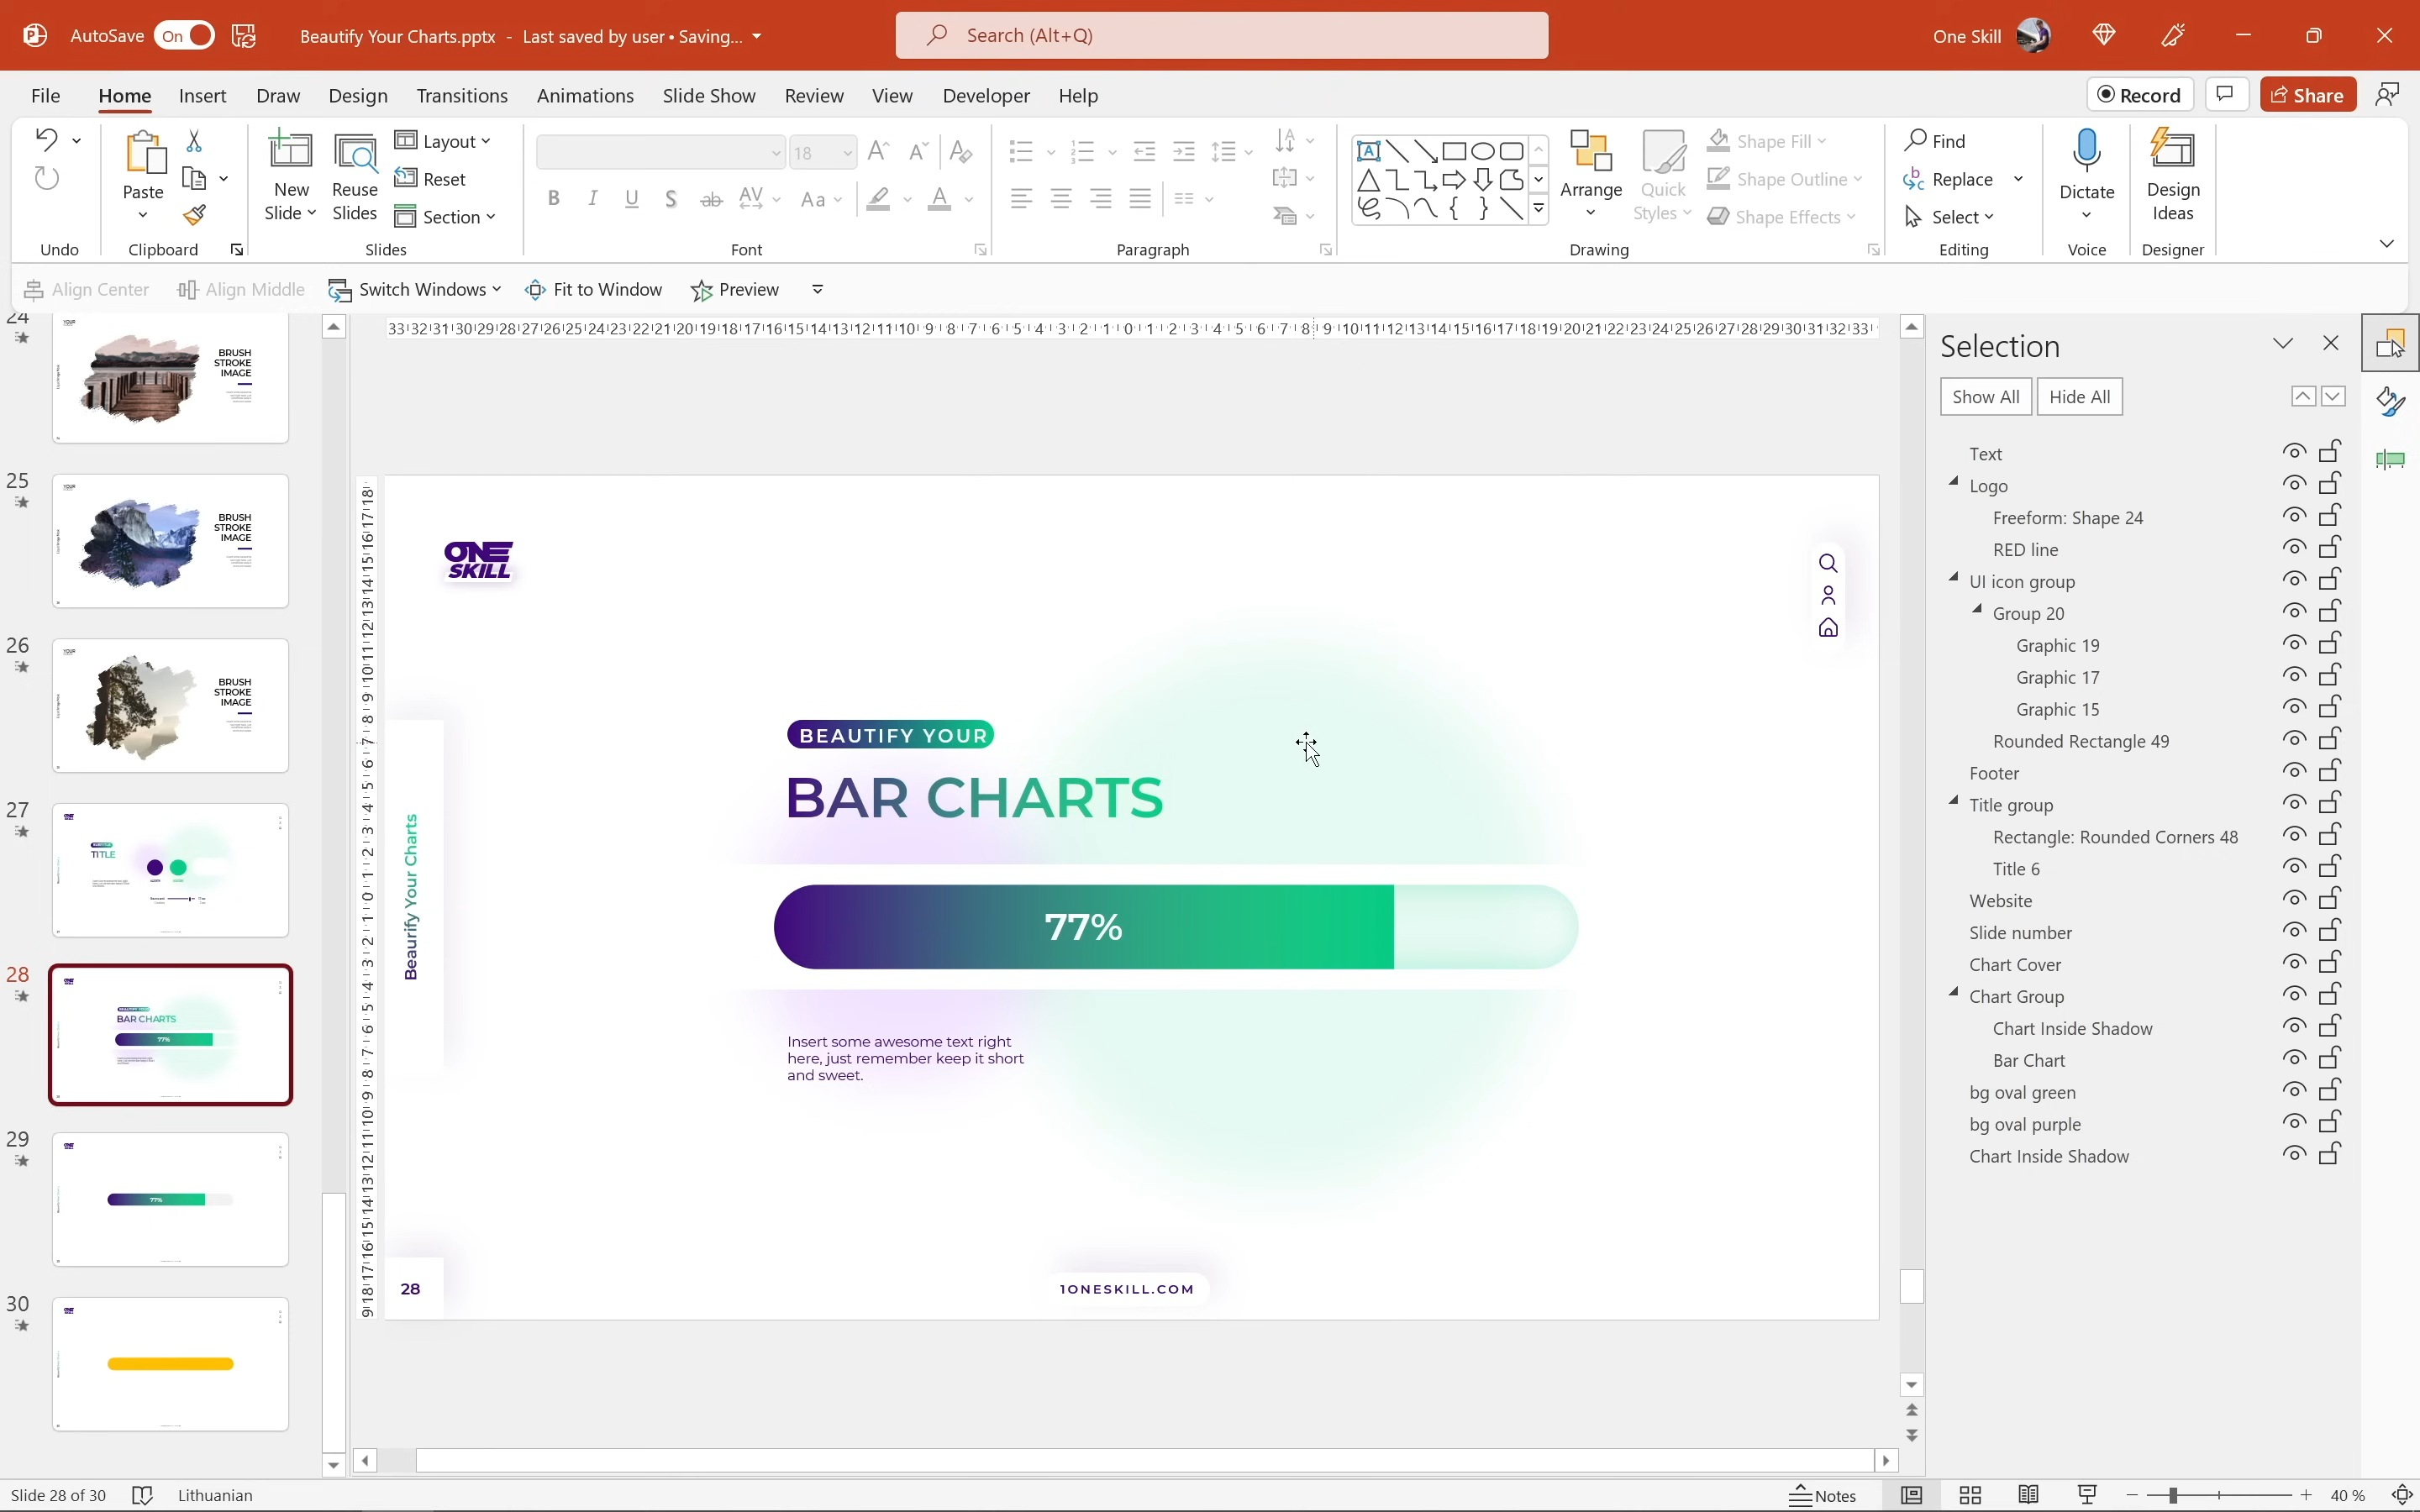 AutoSave On Beautify Your Charts.pptx - Last saved by user • Saving... Search (Alt+Q) One Skill
File Home Insert Draw Design Transitions Animations Slide Show Review View Developer Help Record Share
Paste New Slide Reuse Slides Layout Reset Section
18
Arrange Quick Styles Shape Fill Shape Outline Shape Effects
Find Replace Select
Dictate Design Ideas
Undo Clipboard Slides Font Paragraph Drawing Editing Voice Designer
Align Center Align Middle Switch Windows Fit to Window Preview
24
BRUSH
STROKE
IMAGE
25
BRUSH
STROKE
IMAGE
26
BRUSH
STROKE
IMAGE
27
TITLE
28
BAR CHARTS
77%
29
77%
30
ONE
SKILL
Beaurify Your Charts
BEAUTIFY YOUR
BAR CHARTS
77%
Insert some awesome text right
here, just remember keep it short
and sweet.
28
1ONESKILL.COM
Selection
Show All Hide All
Text
Logo
Freeform: Shape 24
RED line
UI icon group
Group 20
Graphic 19
Graphic 17
Graphic 15
Rounded Rectangle 49
Footer
Title group
Rectangle: Rounded Corners 48
Title 6
Website
Slide number
Chart Cover
Chart Group
Chart Inside Shadow
Bar Chart
bg oval green
bg oval purple
Chart Inside Shadow
Slide 28 of 30 Lithuanian Notes 40 %